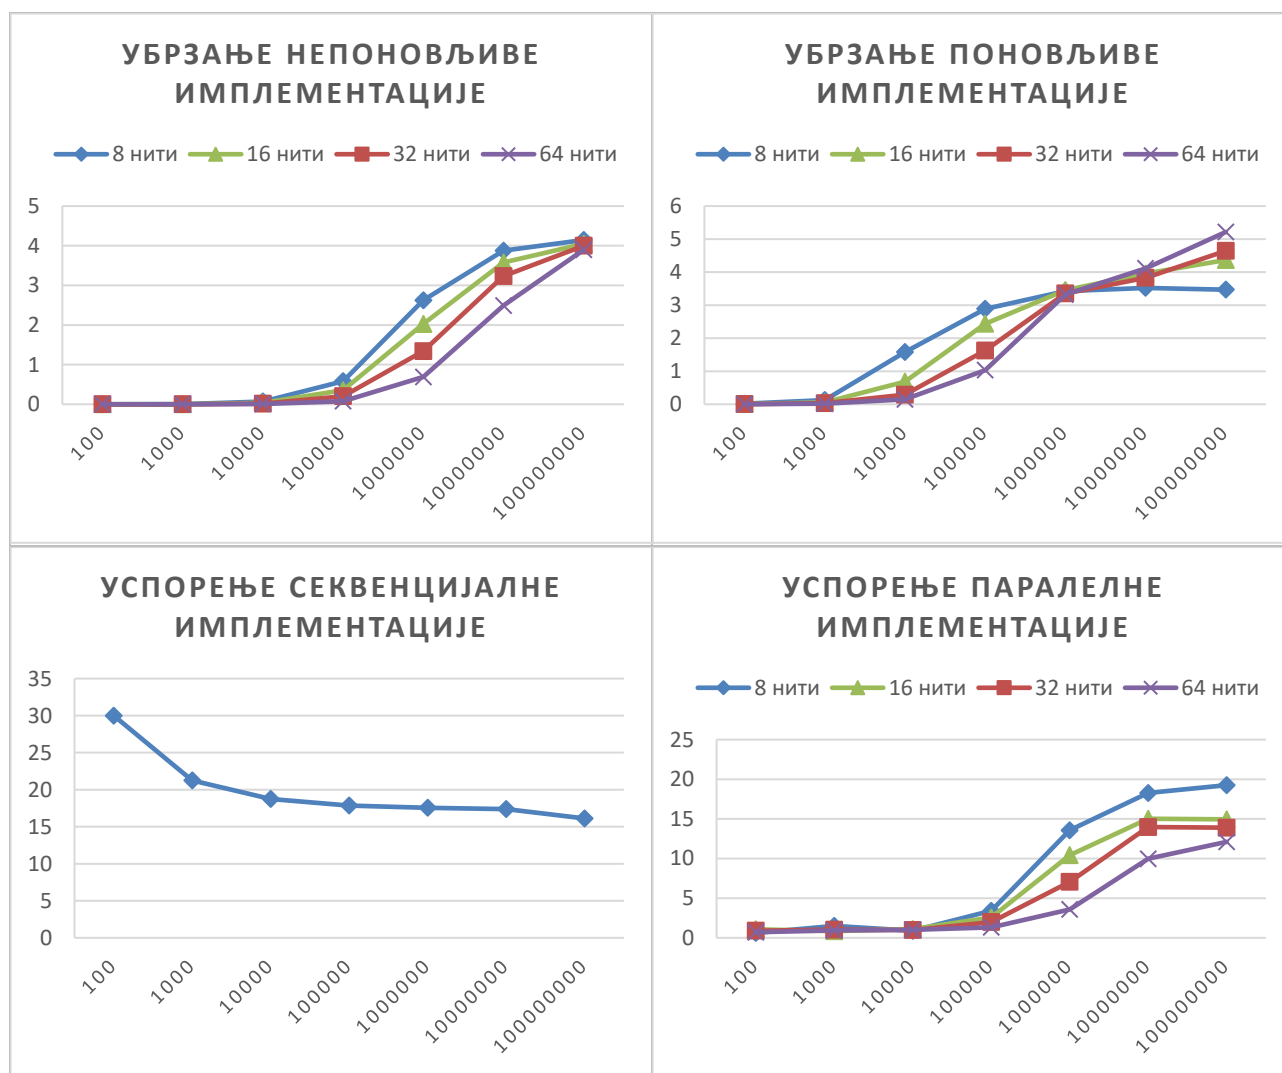 УБРЗАЊЕ НЕПОНОВЉИВЕ
ИМПЛЕМЕНТАЦИЈЕ
8 нити 16 нити 32 нити 64 нити
5
4
3
2
1
0
100 1000 10000 100000 1000000 10000000 100000000
УБРЗАЊЕ ПОНОВЉИВЕ
ИМПЛЕМЕНТАЦИЈЕ
8 нити 16 нити 32 нити 64 нити
6
5
4
3
2
1
0
100 1000 10000 100000 1000000 10000000 100000000
УСПОРЕЊЕ СЕКВЕНЦИЈАЛНЕ
ИМПЛЕМЕНТАЦИЈЕ
35
30
25
20
15
10
5
0
100 1000 10000 100000 1000000 10000000 100000000
УСПОРЕЊЕ ПАРАЛЕЛНЕ
ИМПЛЕМЕНТАЦИЈЕ
8 нити 16 нити 32 нити 64 нити
25
20
15
10
5
0
100 1000 10000 100000 1000000 10000000 100000000